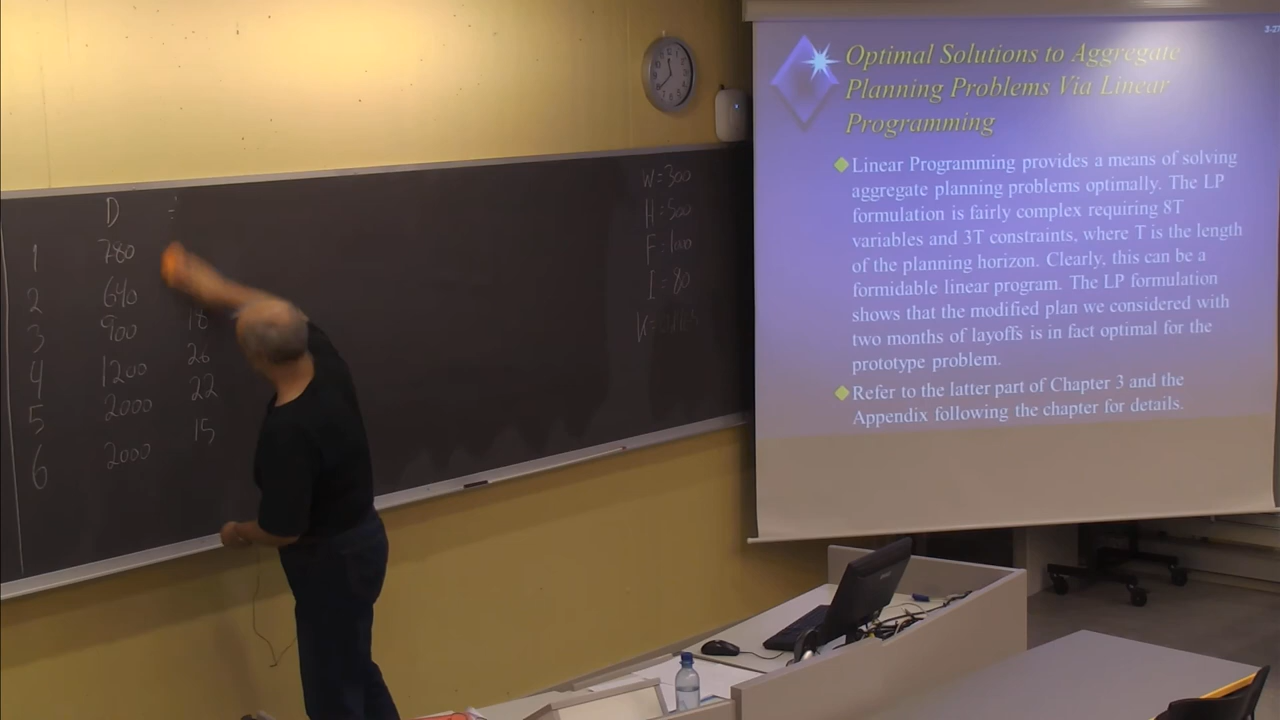 D
1 780
2 640
3 900 18
4 1200 26
5 2000 22
6 2000 15
W=300
H=500
F=1000
I=80
3-27
Optimal Solutions to Aggregate
Planning Problems Via Linear
Programming
Linear Programming provides a means of solving
aggregate planning problems optimally. The LP
formulation is fairly complex requiring 8T
variables and 3T constraints, where T is the length
of the planning horizon. Clearly, this can be a
formidable linear program. The LP formulation
shows that the modified plan we considered with
two months of layoffs is in fact optimal for the
prototype problem.
Refer to the latter part of Chapter 3 and the
Appendix following the chapter for details.